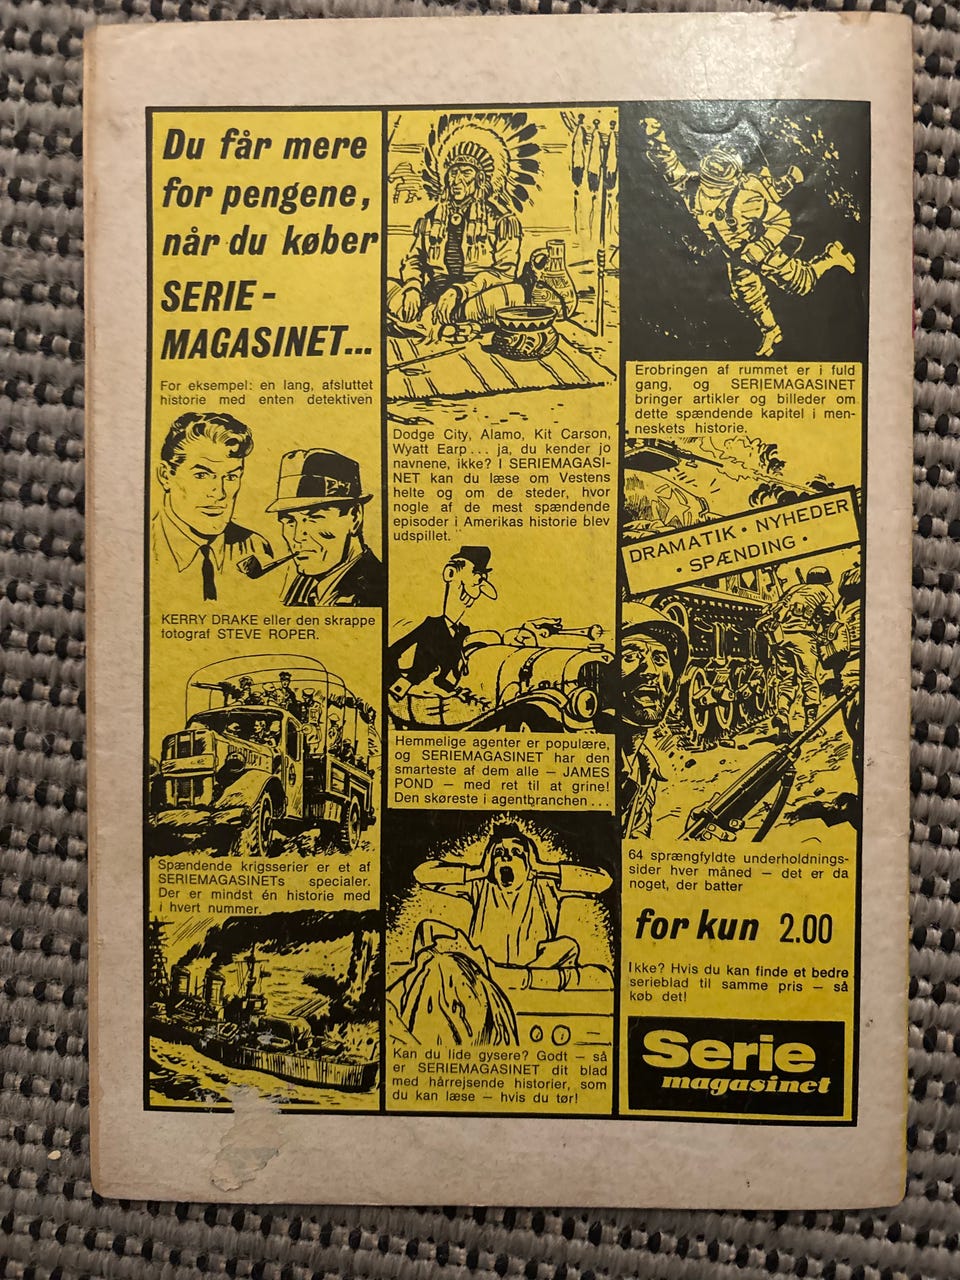 Du får mere
for pengene,
når du køber
SERIE-
MAGASINET...
For eksempel: en lang, afsluttet
historie med enten detektiven
KERRY DRAKE eller den skrappe
fotograf STEVE ROPER.
Spændende krigsserier er et af
SERIEMAGASINETs specialer.
Der er mindst én historie med
i hvert nummer.
Dodge City, Alamo, Kit Carson,
Wyatt Earp... ja, du kender jo
navnene, ikke? I SERIEMAGASI-
NET kan du læse om Vestens
helte og om de steder, hvor
nogle af de mest spændende
episoder i Amerikas historie blev
udspillet.
Hemmelige agenter er populære,
og SERIEMAGASINET har den
smarteste af dem alle – JAMES
POND – med ret til at grine!
Den skøreste i agentbranchen...
Kan du lide gysere? Godt – så
er SERIEMAGASINET dit blad
med hårrejsende historier, som
du kan læse – hvis du tør!
Erobringen af rummet er i fuld
gang, og SERIEMAGASINET
bringer artikler og billeder om
dette spændende kapitel i men-
neskets historie.
DRAMATIK · NYHEDER
· SPÆNDING ·
64 sprængfyldte underholdnings-
sider hver måned – det er da
noget, der batter
for kun 2.00
Ikke? Hvis du kan finde et bedre
serieblad til samme pris – så
køb det!
Serie
magasinet